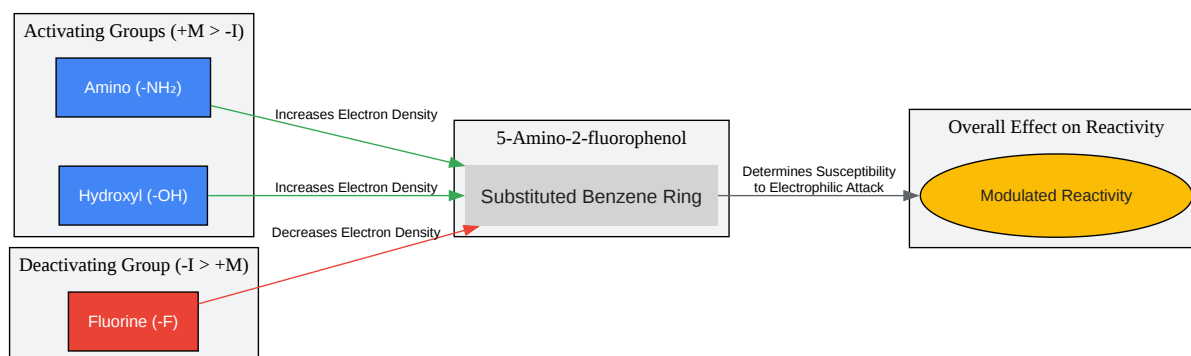 Activating Groups (+M > -I)
Amino (-NH₂)
Increases Electron Density
Hydroxyl (-OH)
Increases Electron Density
Deactivating Group (-I > +M)
Fluorine (-F)
Decreases Electron Density
5-Amino-2-fluorophenol
Substituted Benzene Ring
Determines Susceptibility
to Electrophilic Attack
Overall Effect on Reactivity
Modulated Reactivity